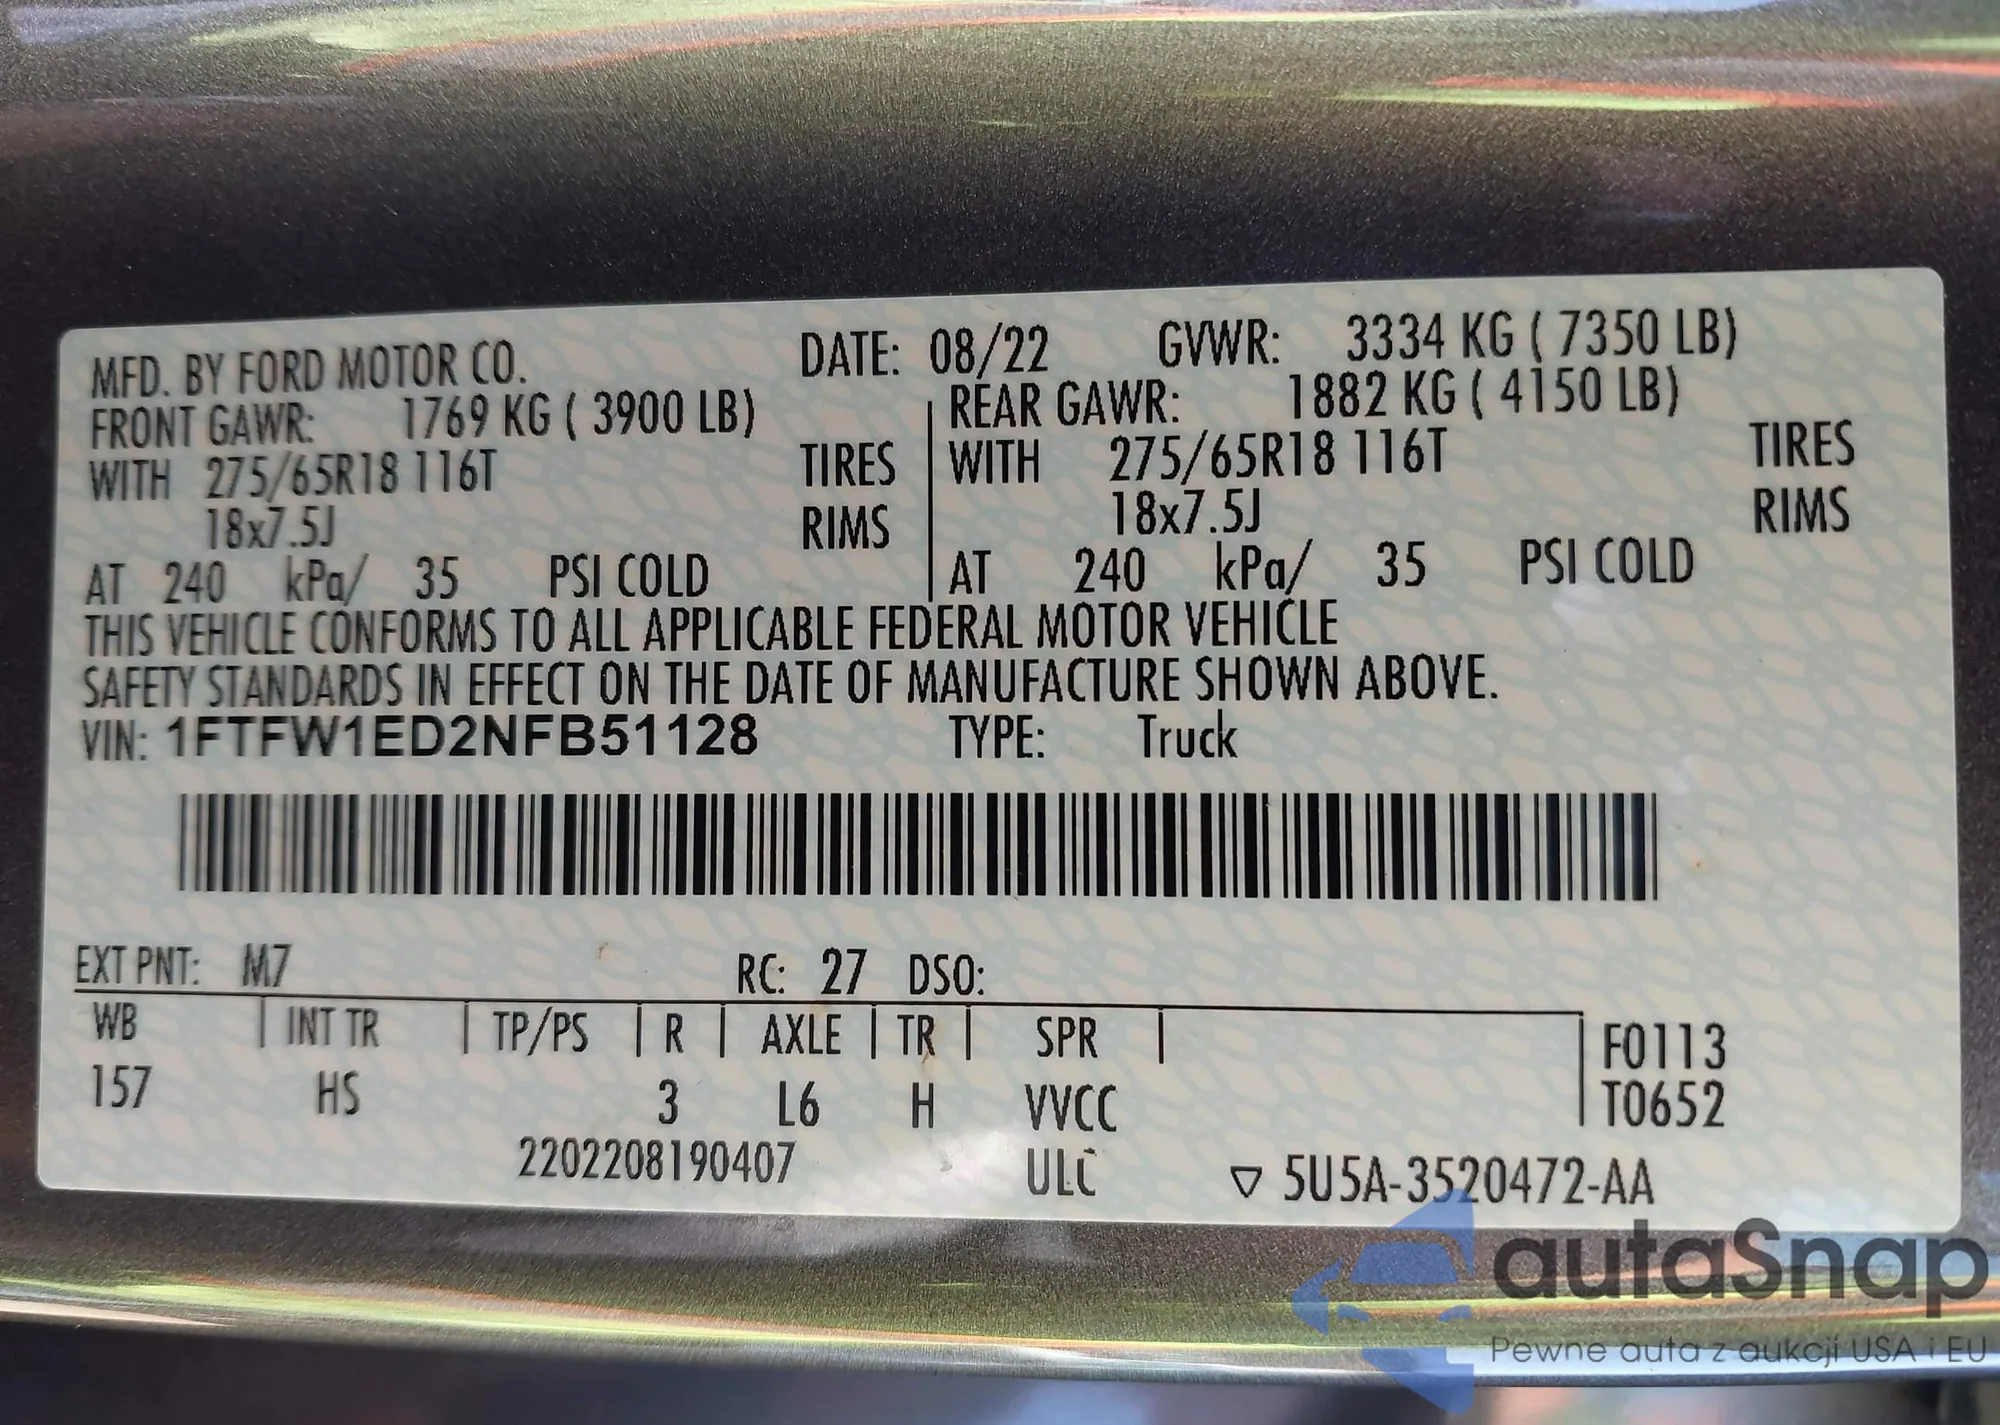 MFD. BY FORD MOTOR CO. DATE: 08/22 GVWR: 3334 KG ( 7350 LB)
FRONT GAWR: 1769 KG ( 3900 LB) REAR GAWR: 1882 KG ( 4150 LB)
WITH 275/65R18 116T TIRES WITH 275/65R18 116T TIRES
18x7.5J RIMS 18x7.5J RIMS
AT 240 kPa/ 35 PSI COLD AT 240 kPa/ 35 PSI COLD
THIS VEHICLE CONFORMS TO ALL APPLICABLE FEDERAL MOTOR VEHICLE
SAFETY STANDARDS IN EFFECT ON THE DATE OF MANUFACTURE SHOWN ABOVE.
VIN: 1FTFW1ED2NFB51128 TYPE: Truck
EXT PNT: M7 RC: 27 DSO:
WB | INT TR | TP/PS | R | AXLE | TR | SPR | F0113
157 HS 3 L6 H VVCC T0652
2202208190407 ULC ▽ 5U5A-3520472-AA
autaSnap
Pewne auta z aukcji USA i EU